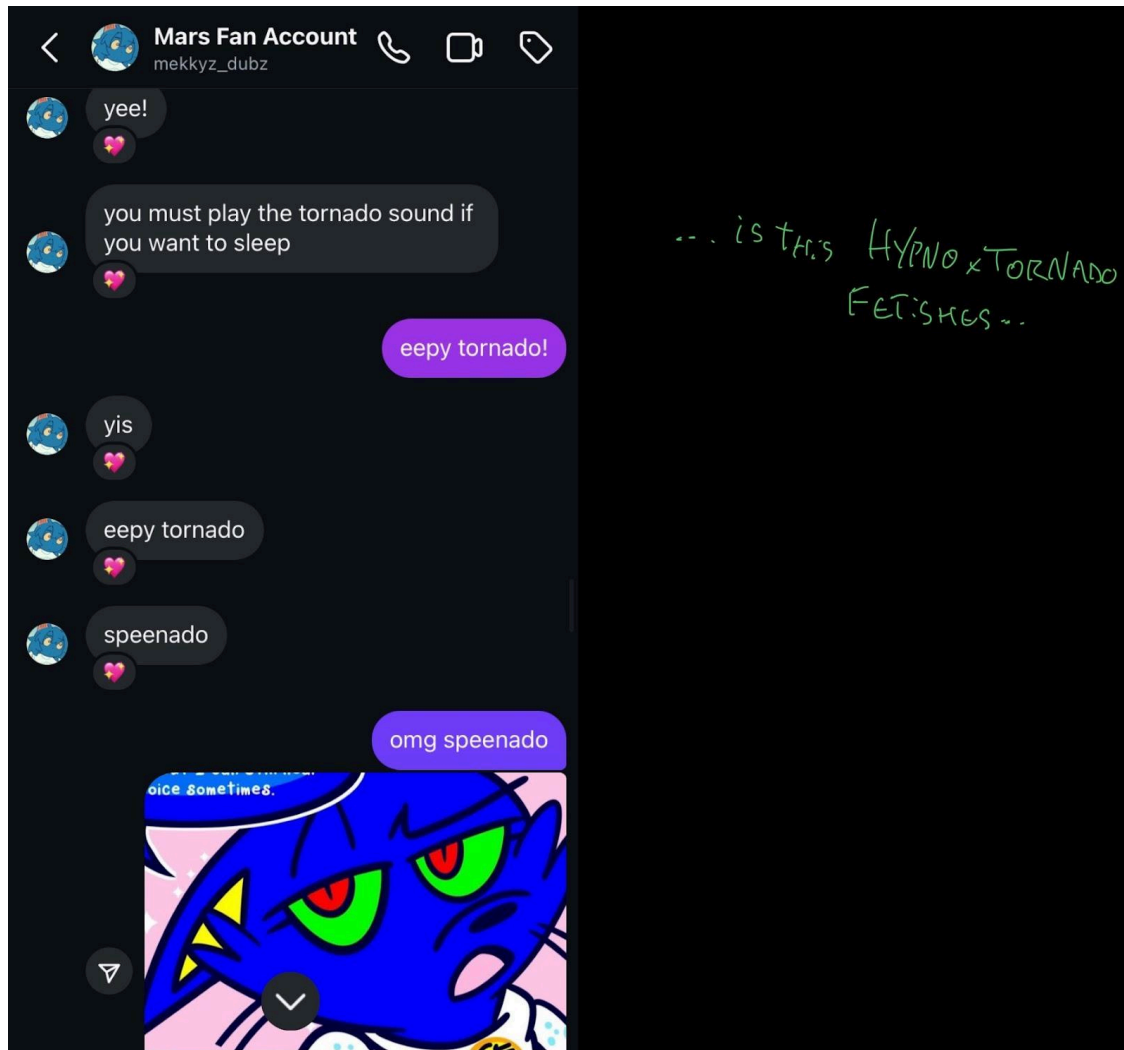 Mars Fan Account
mekkyz_dubz
yee!
you must play the tornado sound if
you want to sleep
eepy tornado!
yis
eepy tornado
speenado
omg speenado
oice sometimes.
... is tHis HYPNO x TORNADO
FETiSHES...